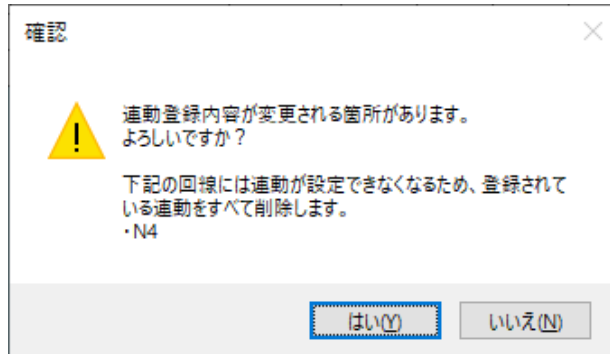 確認
連動登録内容が変更される箇所があります。
よろしいですか？
下記の回線には連動が設定できなくなるため、登録されて
いる連動をすべて削除します。
・N4
はい(Y)
いいえ(N)